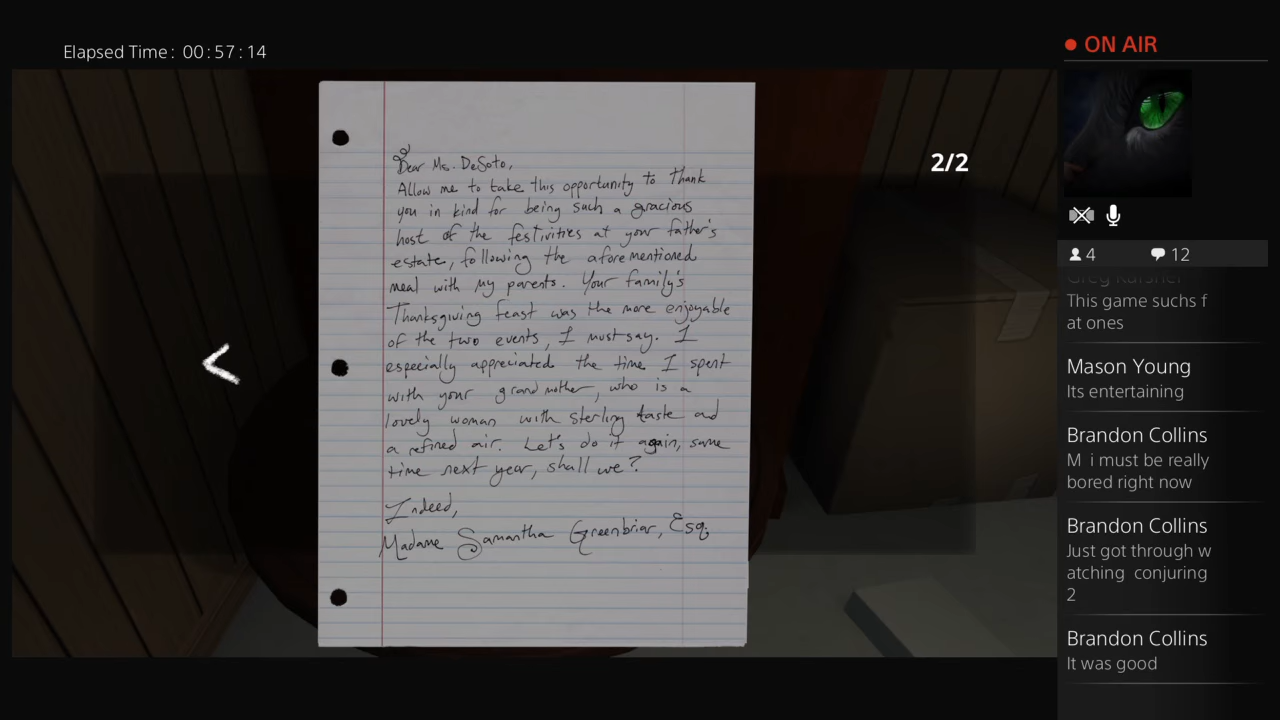 Elapsed Time: 00:57:14
ON AIR
2/2
Dear Ms. DeSoto,
Allow me to take this opportunity to thank
you in kind for being such a gracious
host of the festivities at your father's
estate, following the aforementioned
meal with my parents. Your family's
Thanksgiving feast was the more enjoyable
of the two events, I must say. I
especially appreciated the time I spent
with your grandmother, who is a
lovely woman with sterling taste and
a refined air. Let's do it again, same
time next year, shall we?
Indeed,
Madame Samantha Greenbriar, Esq.
4
12
This game suchs f
at ones
Mason Young
Its entertaining
Brandon Collins
M i must be really
bored right now
Brandon Collins
Just got through w
atching conjuring
2
Brandon Collins
It was good